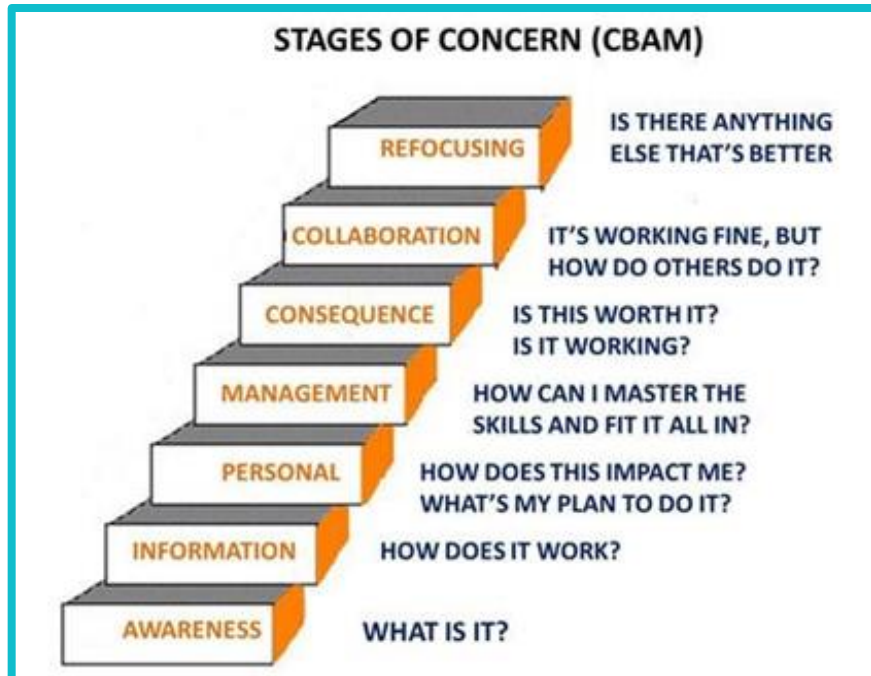 STAGES OF CONCERN (CBAM)
REFOCUSING
IS THERE ANYTHING
ELSE THAT'S BETTER
COLLABORATION
IT'S WORKING FINE, BUT
HOW DO OTHERS DO IT?
CONSEQUENCE
IS THIS WORTH IT?
IS IT WORKING?
MANAGEMENT
HOW CAN I MASTER THE
SKILLS AND FIT IT ALL IN?
PERSONAL
HOW DOES THIS IMPACT ME?
WHAT'S MY PLAN TO DO IT?
INFORMATION
HOW DOES IT WORK?
AWARENESS
WHAT IS IT?